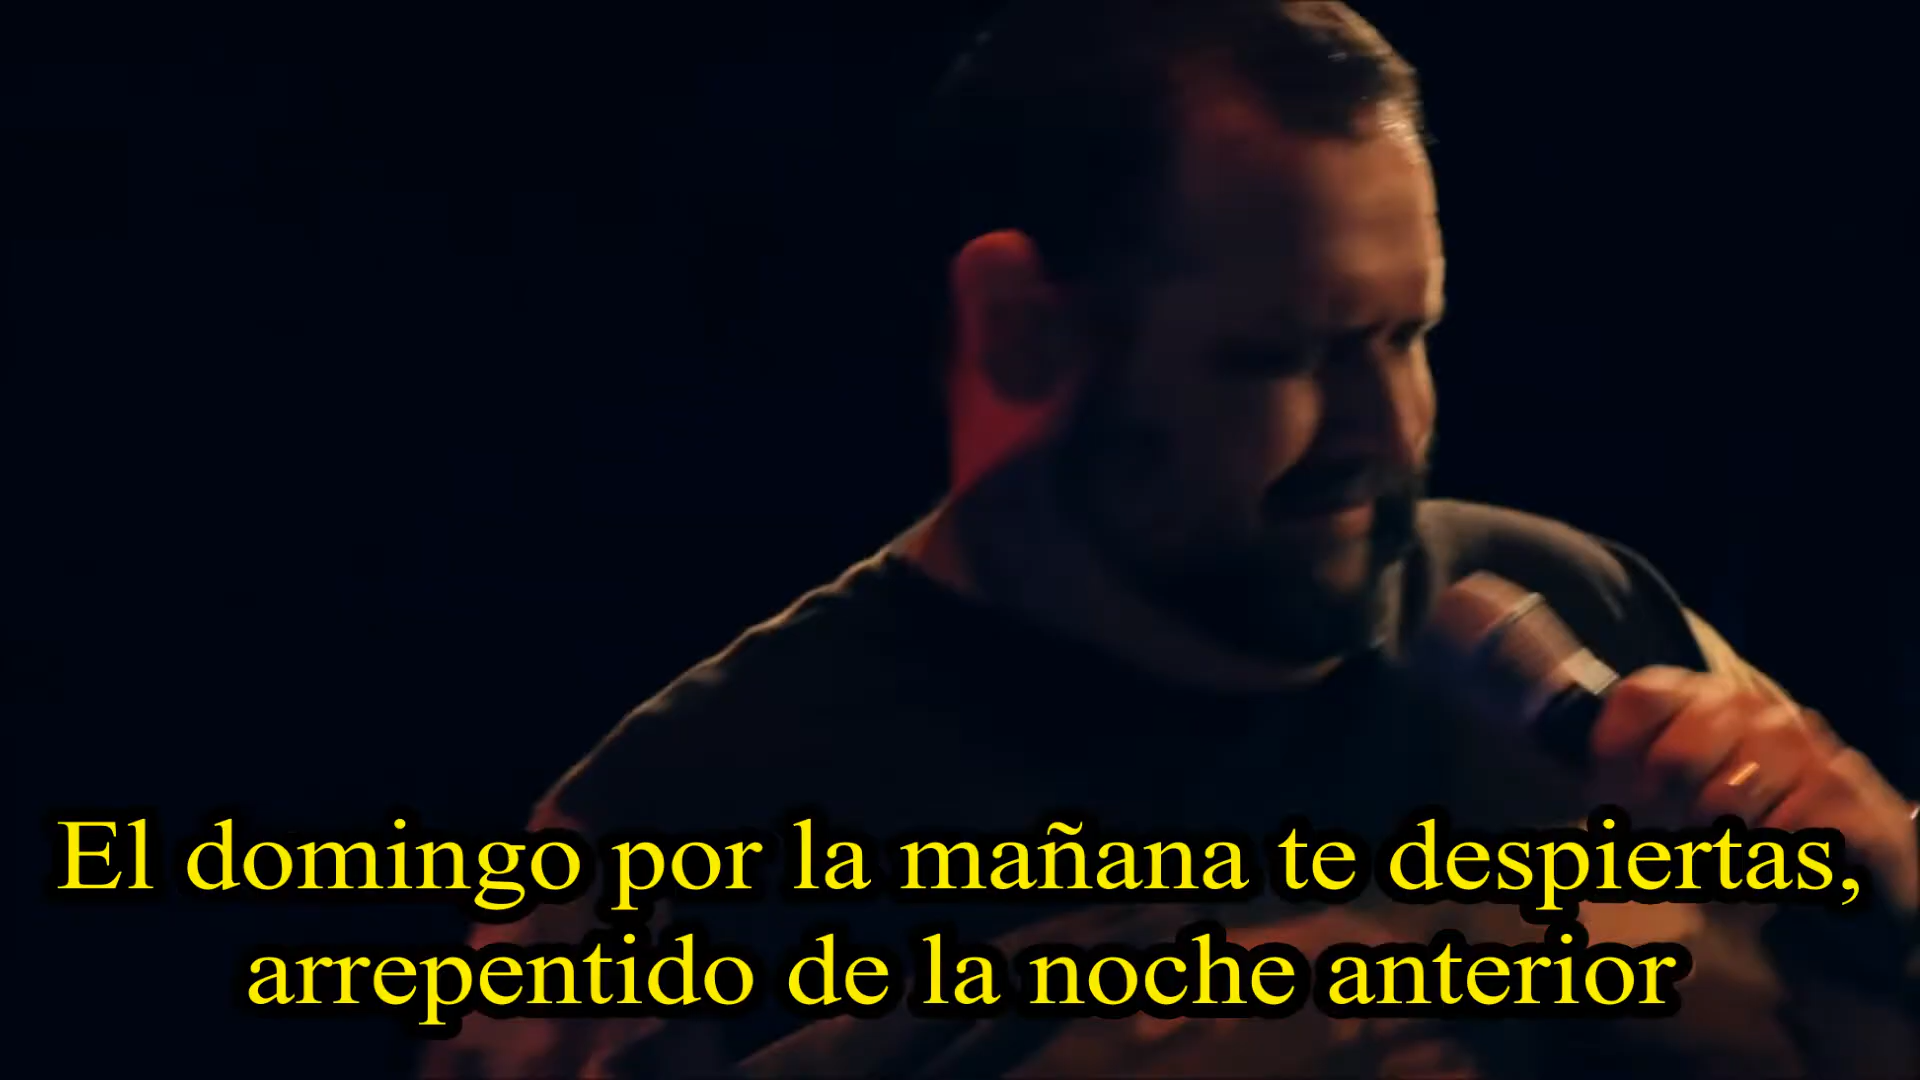 El domingo por la mañana te despiertas,
arrepentido de la noche anterior